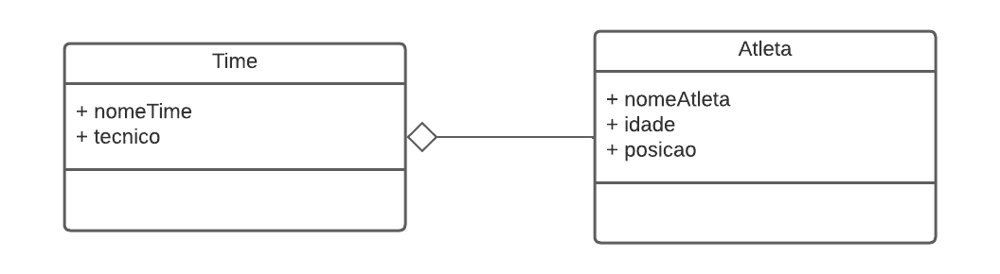 Time
+ nomeTime
+ tecnico
Atleta
+ nomeAtleta
+ idade
+ posicao